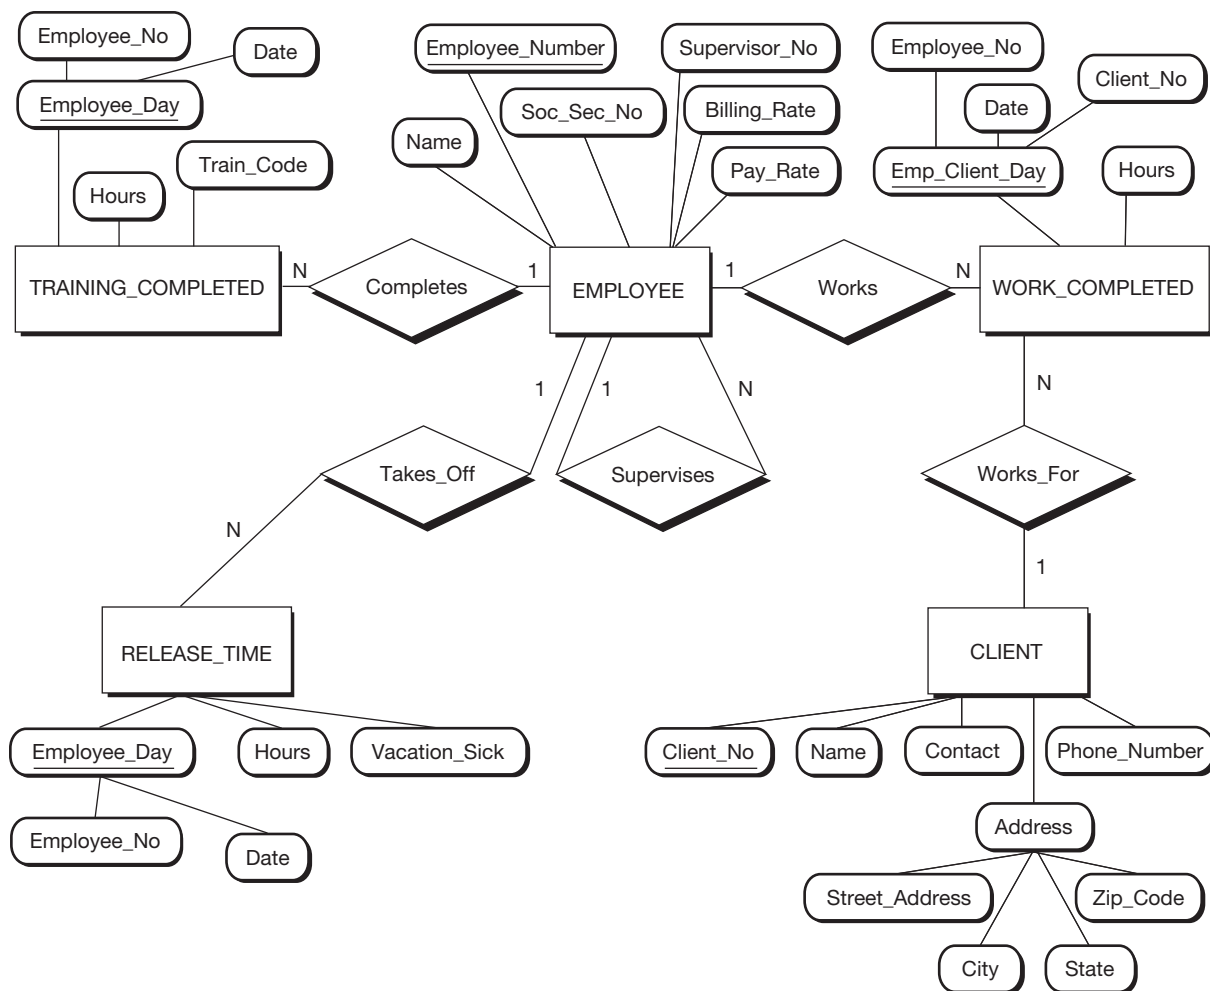 Employee_No
Date
Employee_Day
Hours
Train_Code
TRAINING_COMPLETED
N
Completes
1
Employee_Number
Supervisor_No
Soc_Sec_No
Billing_Rate
Name
Pay_Rate
EMPLOYEE
1
Works
N
Employee_No
Client_No
Date
Emp_Client_Day
Hours
WORK_COMPLETED
1
1
N
N
Takes_Off
Supervises
Works_For
N
1
RELEASE_TIME
Employee_Day
Hours
Vacation_Sick
Employee_No
Date
CLIENT
Client_No
Name
Contact
Phone_Number
Address
Street_Address
Zip_Code
City
State